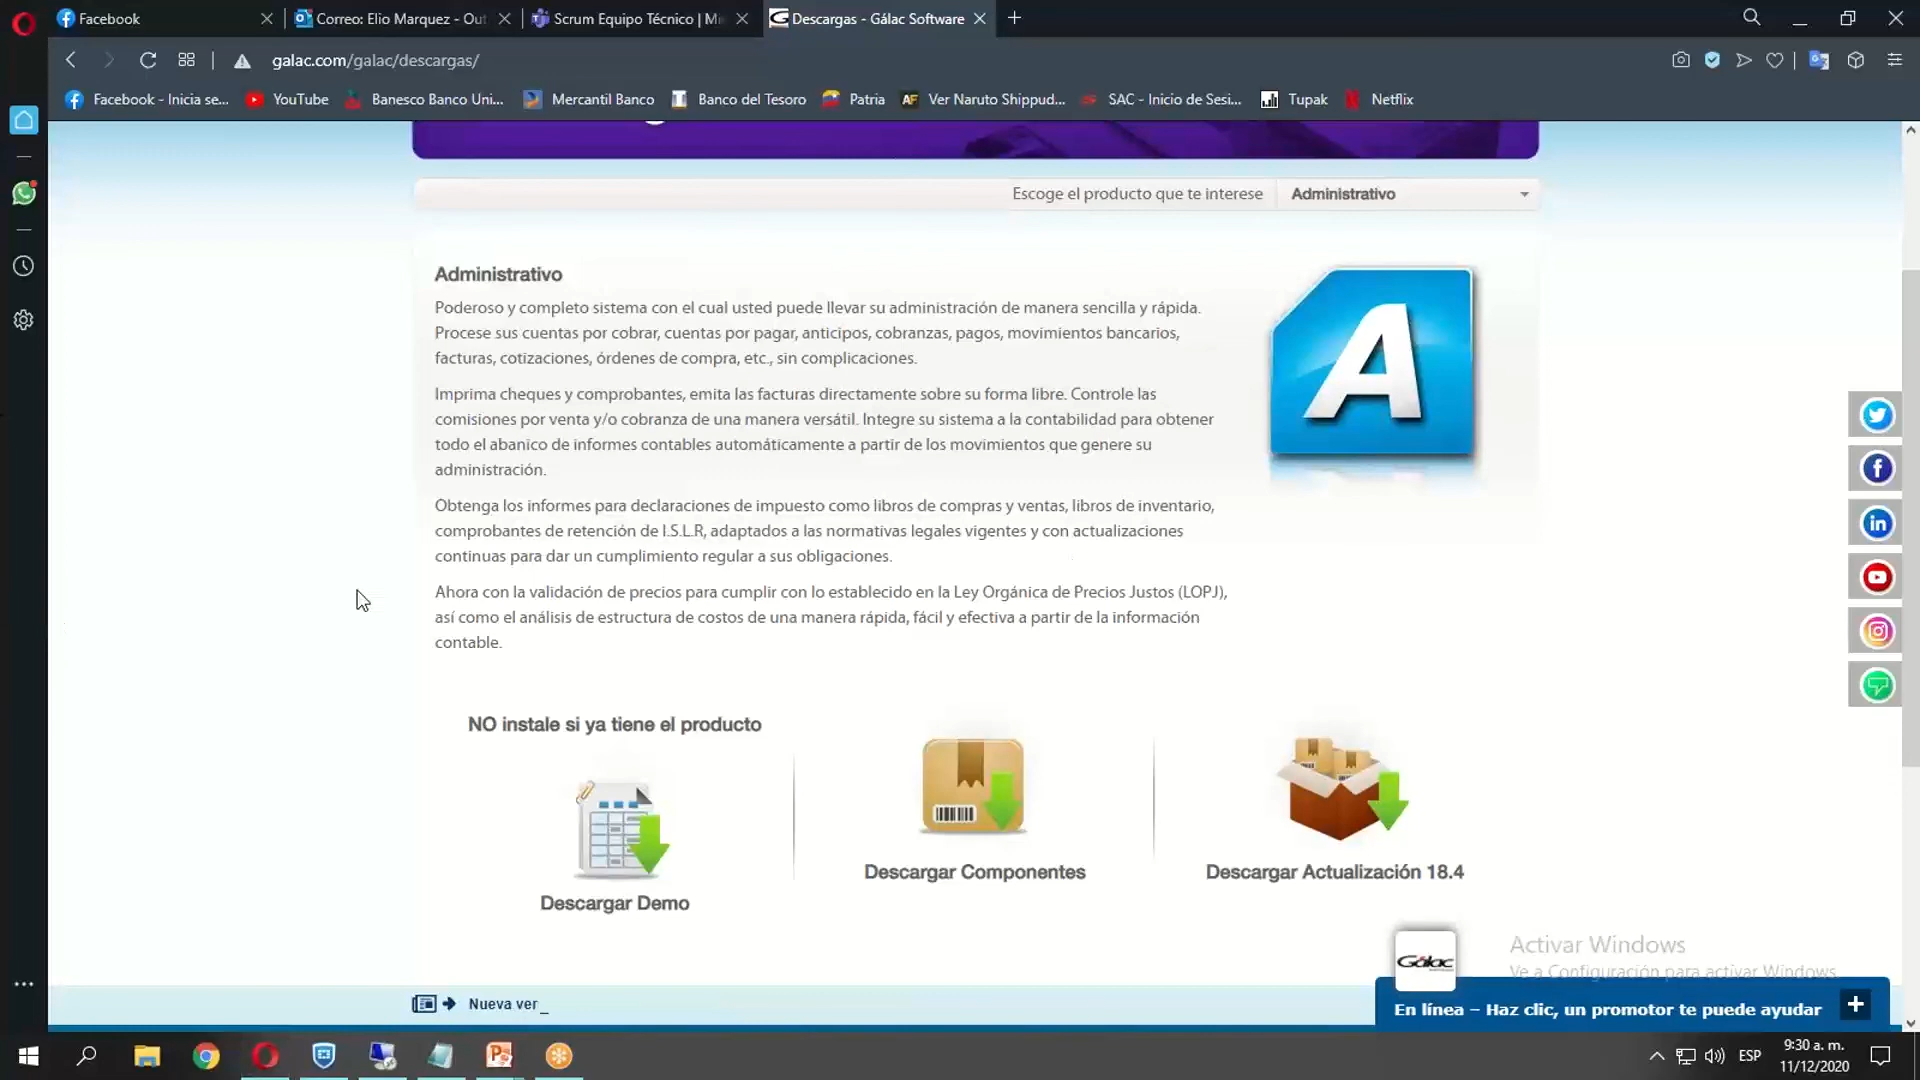 Facebook
Correo: Elio Marquez - Out
Scrum Equipo Técnico | Mi
Descargas - Gálac Software
galac.com/galac/descargas/
Facebook - Inicia se...
YouTube
Banesco Banco Uni...
Mercantil Banco
Banco del Tesoro
Patria
AF
Ver Naruto Shippud...
SAC - Inicio de Sesi...
Tupak
Netflix
Escoge el producto que te interese
Administrativo
Administrativo
Poderoso y completo sistema con el cual usted puede llevar su administración de manera sencilla y rápida.
Procese sus cuentas por cobrar, cuentas por pagar, anticipos, cobranzas, pagos, movimientos bancarios,
facturas, cotizaciones, órdenes de compra, etc., sin complicaciones.
Imprima cheques y comprobantes, emita las facturas directamente sobre su forma libre. Controle las
comisiones por venta y/o cobranza de una manera versátil. Integre su sistema a la contabilidad para obtener
todo el abanico de informes contables automáticamente a partir de los movimientos que genere su
administración.
Obtenga los informes para declaraciones de impuesto como libros de compras y ventas, libros de inventario,
comprobantes de retención de I.S.L.R, adaptados a las normativas legales vigentes y con actualizaciones
continuas para dar un cumplimiento regular a sus obligaciones.
Ahora con la validación de precios para cumplir con lo establecido en la Ley Orgánica de Precios Justos (LOPJ),
así como el análisis de estructura de costos de una manera rápida, fácil y efectiva a partir de la información
contable.
A
NO instale si ya tiene el producto
Descargar Demo
Descargar Componentes
Descargar Actualización 18.4
Activar Windows
Ve a Configuración para activar Windows.
Gálac
Nueva ver_
En línea – Haz clic, un promotor te puede ayudar
ESP
9:30 a. m.
11/12/2020